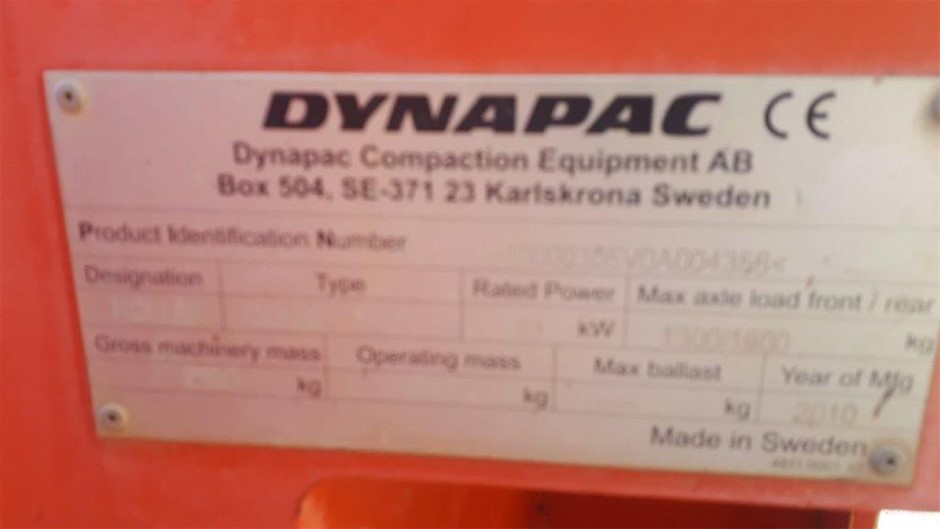 DYNAPAC CE
Dynapac Compaction Equipment AB
Box 504, SE-371 23 Karlskrona Sweden
Product Identification Number
Designation Type Rated Power Max axle load front / rear
kW 1300/1800 kg
Gross machinery mass Operating mass Max ballast Year of Mfg
kg kg kg 2010
Made in Sweden